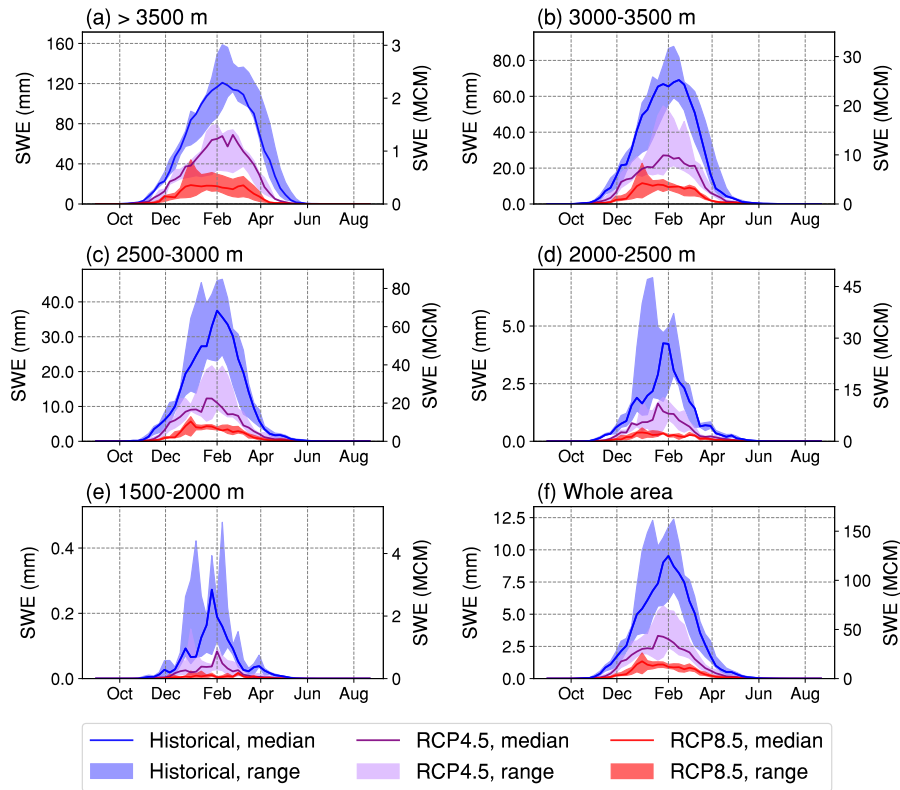 (a) > 3500 m
(b) 3000-3500 m
160
120
80
40
0
SWE (mm)
3
2
1
0
SWE (MCM)
Oct Dec Feb Apr Jun Aug
80.0
60.0
40.0
20.0
0.0
SWE (mm)
30
20
10
0
SWE (MCM)
Oct Dec Feb Apr Jun Aug
(c) 2500-3000 m
(d) 2000-2500 m
40.0
30.0
20.0
10.0
0.0
SWE (mm)
80
60
40
20
0
SWE (MCM)
Oct Dec Feb Apr Jun Aug
5.0
2.5
0.0
SWE (mm)
45
30
15
0
SWE (MCM)
Oct Dec Feb Apr Jun Aug
(e) 1500-2000 m
(f) Whole area
0.4
0.2
0.0
SWE (mm)
4
2
0
SWE (MCM)
Oct Dec Feb Apr Jun Aug
12.5
10.0
7.5
5.0
2.5
0.0
SWE (mm)
150
100
50
0
SWE (MCM)
Oct Dec Feb Apr Jun Aug
Historical, median
RCP4.5, median
RCP8.5, median
Historical, range
RCP4.5, range
RCP8.5, range